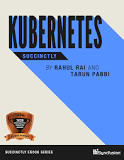 KUBERNETES
SUCCINCTLY
BY RAHUL RAI AND
TARUN PABBI
SUCCINCTLY EBOOK SERIES
Syncfusion